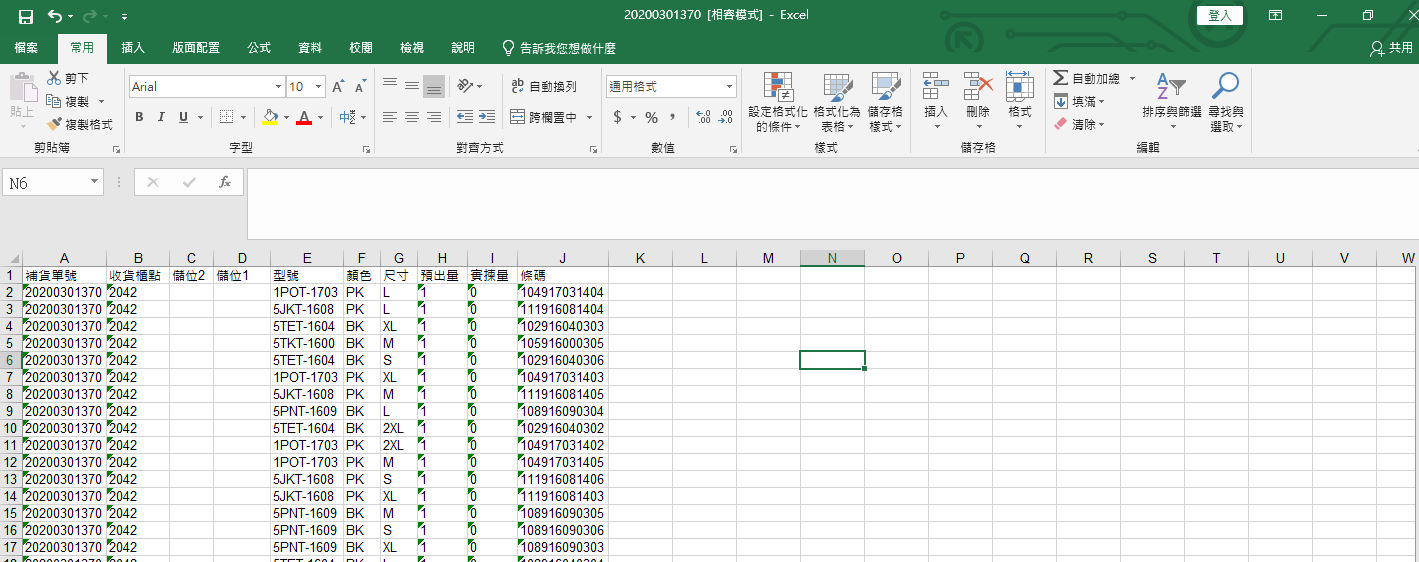 20200301370 [相容模式] - Excel
登入
檔案 常用 插入 版面配置 公式 資料 校閱 檢視 說明 告訴我您想做什麼 共用
貼上 剪下 複製 複製格式 剪貼簿
Arial 10 B I U 中 字型
ab 自動換列 跨欄置中 對齊方式
通用格式 $ % , 數值
設定格式化的條件 格式化為表格 儲存格樣式 樣式
插入 刪除 格式 儲存格
自動加總 填滿 清除 排序與篩選 尋找與選取 編輯
N6 fx
A B C D E F G H I J K L M N O P Q R S T U V W
1 補貨單號 收貨櫃點 儲位2 儲位1 型號 顏色 尺寸 預出量 實揀量 條碼
2 20200301370 2042 1POT-1703 PK L 1 0 104917031404
3 20200301370 2042 5JKT-1608 PK L 1 0 111916081404
4 20200301370 2042 5TET-1604 BK XL 1 0 102916040303
5 20200301370 2042 5TKT-1600 BK M 1 0 105916000305
6 20200301370 2042 5TET-1604 BK S 1 0 102916040306
7 20200301370 2042 1POT-1703 PK XL 1 0 104917031403
8 20200301370 2042 5JKT-1608 PK M 1 0 111916081405
9 20200301370 2042 5PNT-1609 BK L 1 0 108916090304
10 20200301370 2042 5TET-1604 BK 2XL 1 0 102916040302
11 20200301370 2042 1POT-1703 PK 2XL 1 0 104917031402
12 20200301370 2042 1POT-1703 PK M 1 0 104917031405
13 20200301370 2042 5JKT-1608 PK S 1 0 111916081406
14 20200301370 2042 5JKT-1608 PK XL 1 0 111916081403
15 20200301370 2042 5PNT-1609 BK M 1 0 108916090305
16 20200301370 2042 5PNT-1609 BK S 1 0 108916090306
17 20200301370 2042 5PNT-1609 BK XL 1 0 108916090303